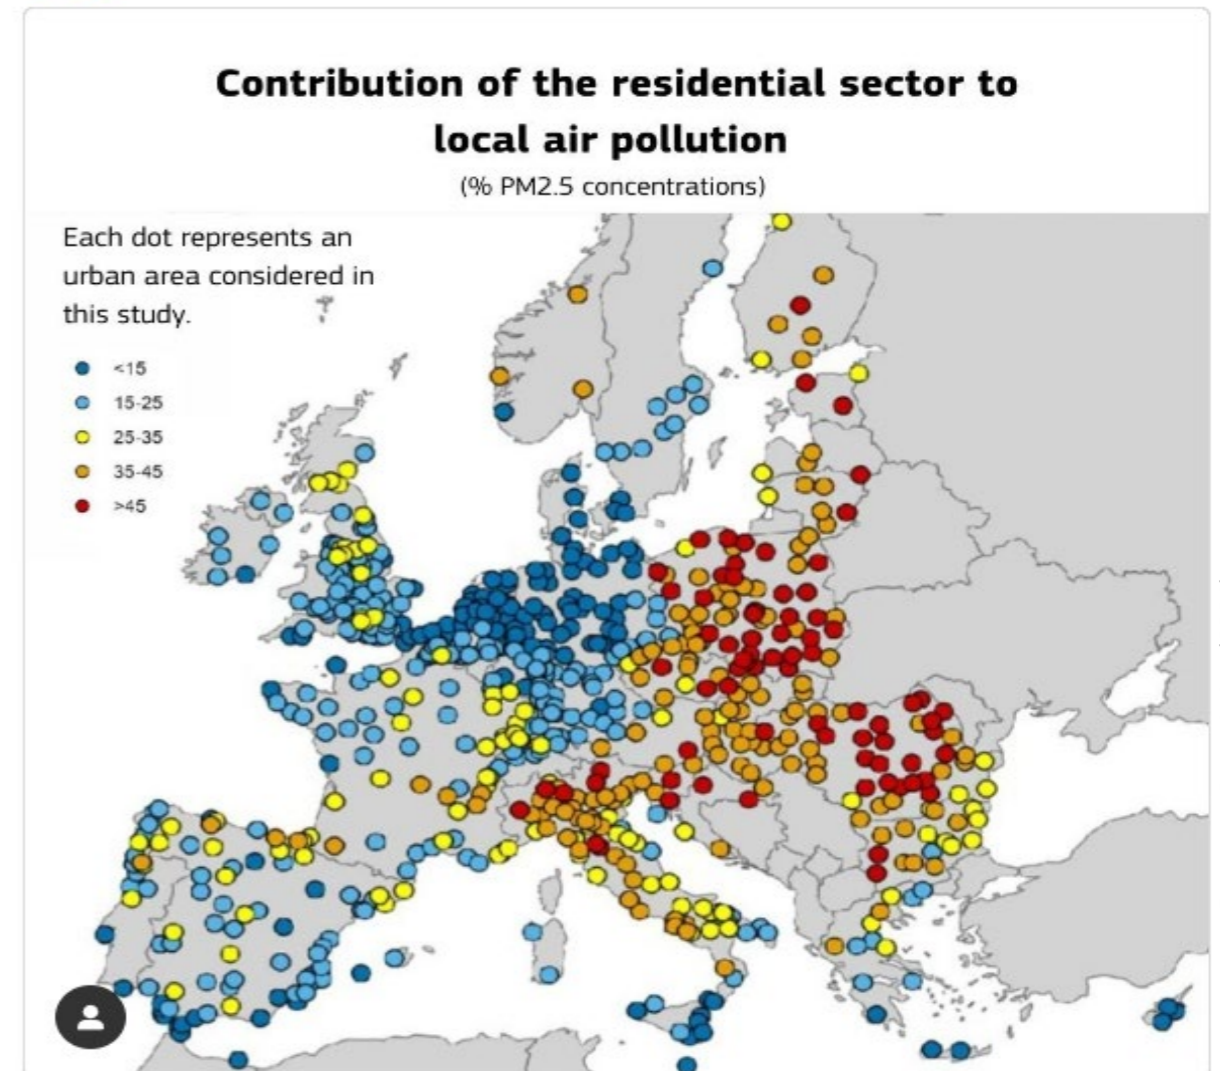 Contribution of the residential sector to
local air pollution
(% PM2.5 concentrations)
Each dot represents an
urban area considered in
this study.
<15
15-25
25-35
35-45
>45